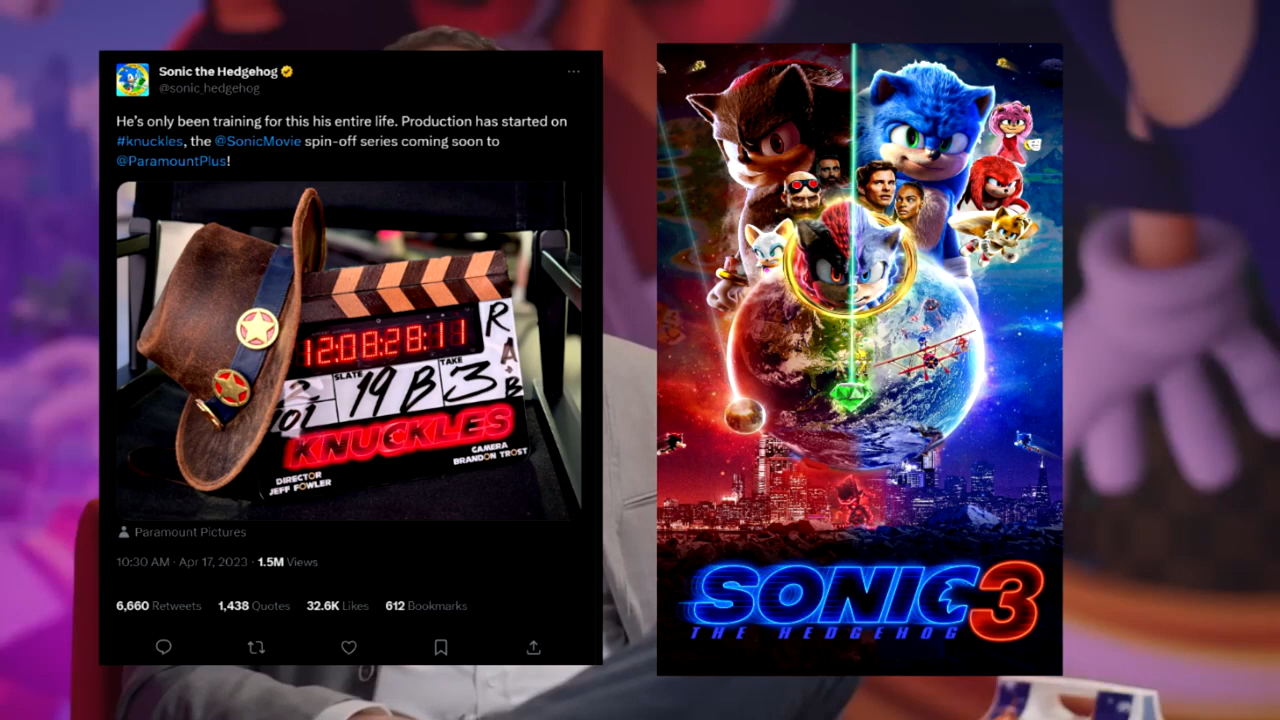 Sonic the Hedgehog
@sonic_hedgehog
He's only been training for this his entire life. Production has started on
#knuckles, the @SonicMovie spin-off series coming soon to
@ParamountPlus!
12:08:28:11
R
A+B
SLATE
TAKE
19B
3
KNUCKLES
DIRECTOR
JEFF FOWLER
CAMERA
BRANDON TROST
Paramount Pictures
10:30 AM · Apr 17, 2023 · 1.5M Views
6,660 Retweets 1,438 Quotes 32.6K Likes 612 Bookmarks
SONIC 3
THE HEDGEHOG